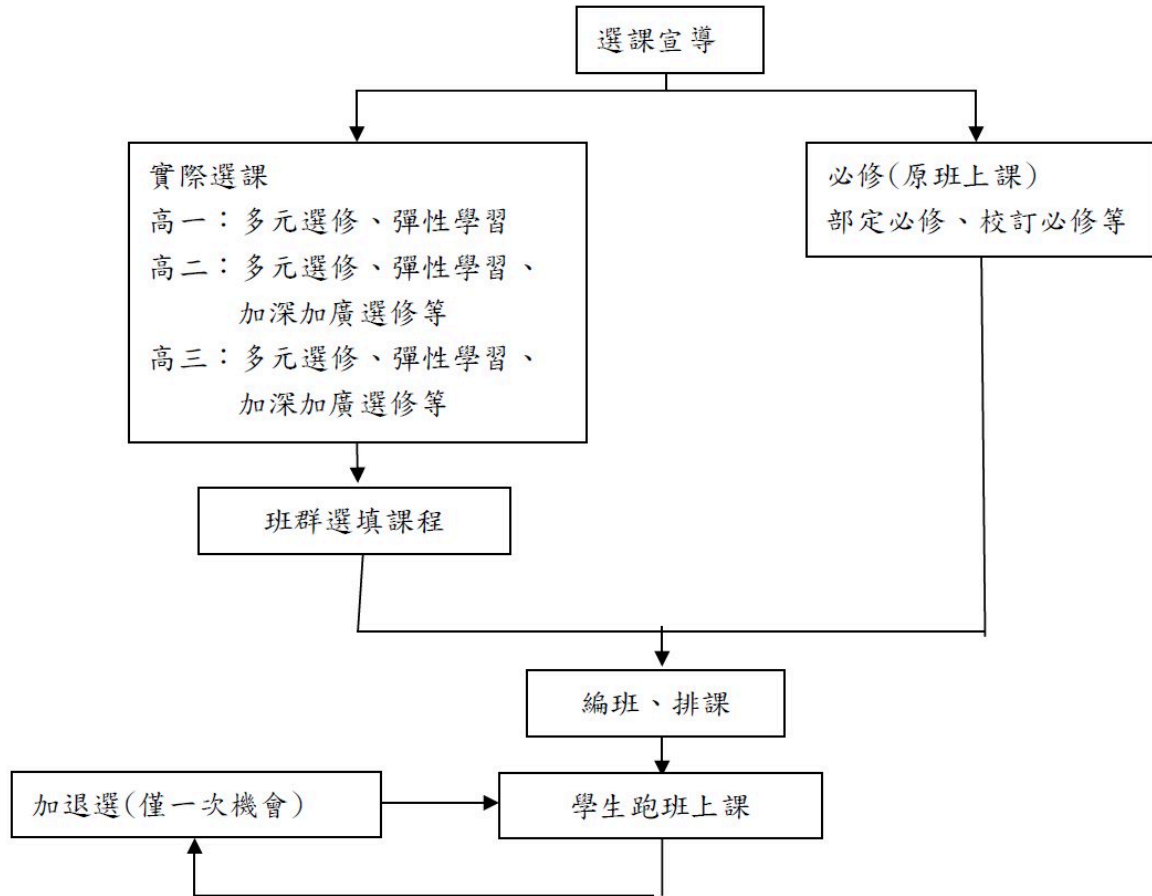 選課宣導
實際選課
高一：多元選修、彈性學習
高二：多元選修、彈性學習、
加深加廣選修等
高三：多元選修、彈性學習、
加深加廣選修等
必修(原班上課)
部定必修、校訂必修等
班群選填課程
編班、排課
加退選(僅一次機會)
學生跑班上課